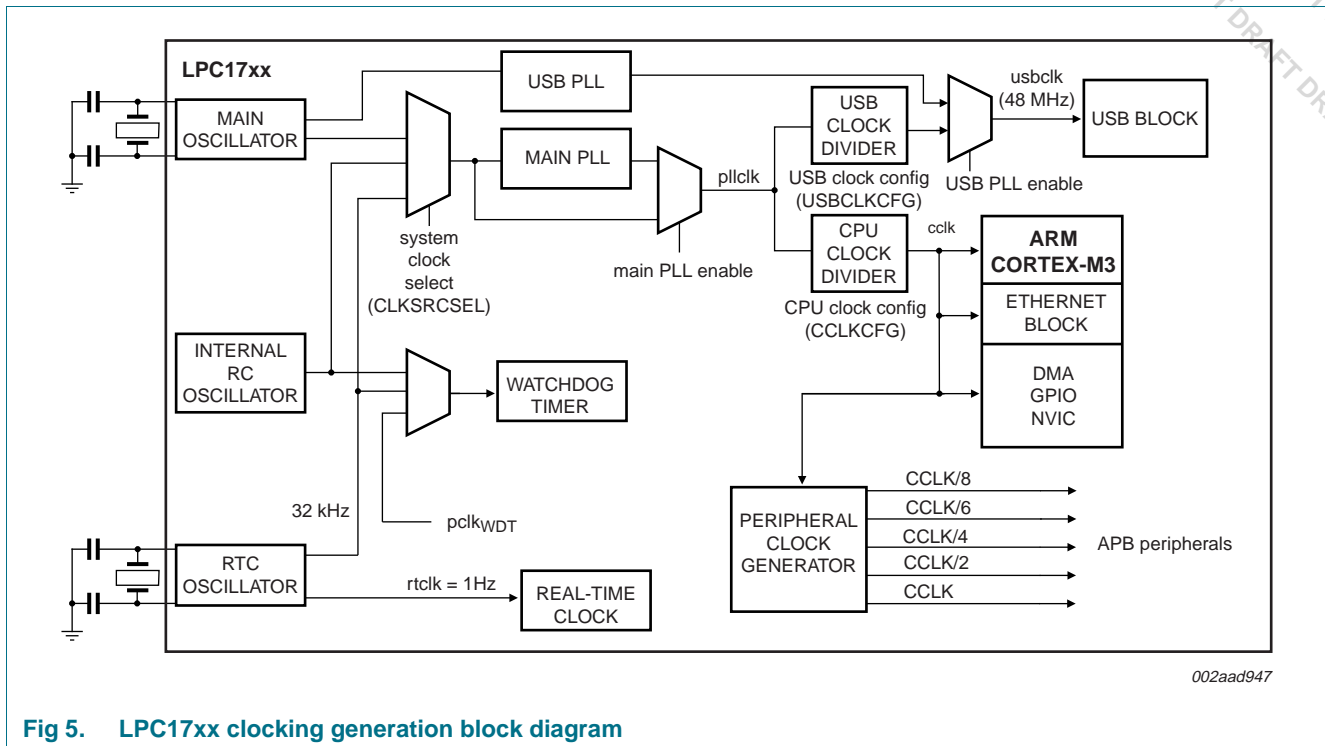 T DRAFT DR
LPC17xx
MAIN
OSCILLATOR
USB PLL
MAIN PLL
system
clock
select
(CLKSRCSEL)
main PLL enable
pllclk
USB
CLOCK
DIVIDER
USB clock config
(USBCLKCFG)
usbclk
(48 MHz)
USB BLOCK
USB PLL enable
CPU
CLOCK
DIVIDER
CPU clock config
(CCLKCFG)
cclk
ARM
CORTEX-M3
ETHERNET
BLOCK
DMA
GPIO
NVIC
INTERNAL
RC
OSCILLATOR
WATCHDOG
TIMER
32 kHz
pclkWDT
RTC
OSCILLATOR
rtclk = 1Hz
REAL-TIME
CLOCK
PERIPHERAL
CLOCK
GENERATOR
CCLK/8
CCLK/6
CCLK/4
CCLK/2
CCLK
APB peripherals
002aad947
Fig 5. LPC17xx clocking generation block diagram